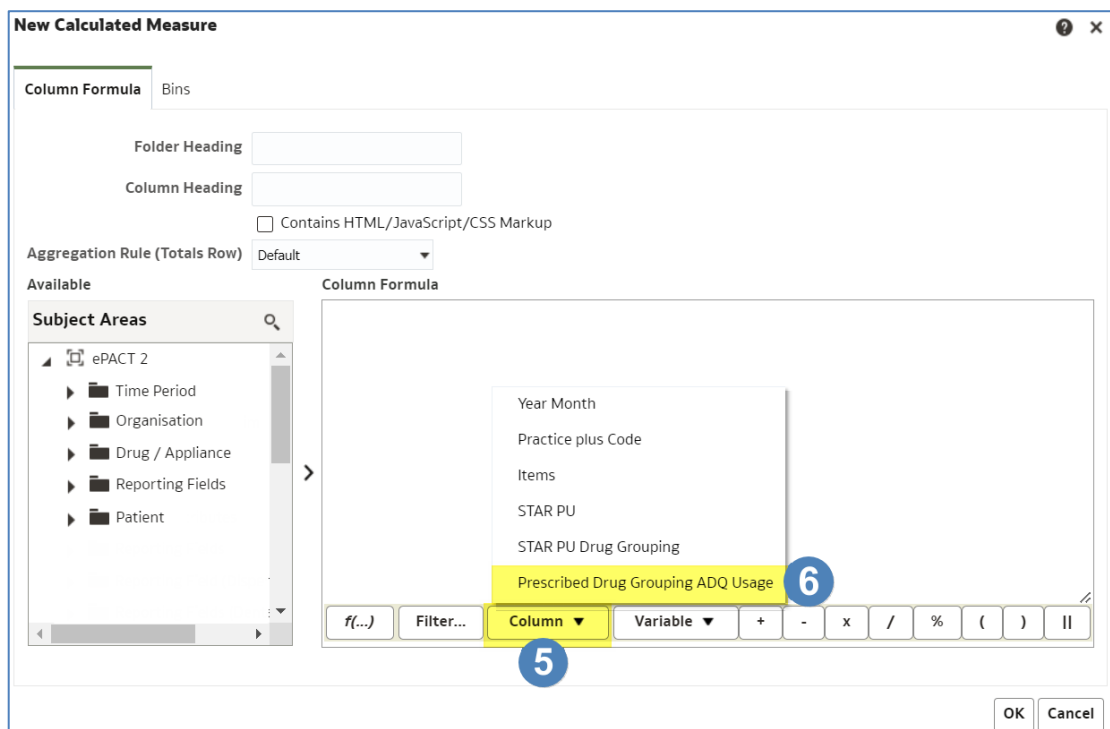 New Calculated Measure
Column Formula Bins
Folder Heading
Column Heading
Contains HTML/JavaScript/CSS Markup
Aggregation Rule (Totals Row) Default
Available
Column Formula
Subject Areas
ePACT 2
Time Period
Organisation
Drug / Appliance
Reporting Fields
Patient
Year Month
Practice plus Code
Items
STAR PU
STAR PU Drug Grouping
Prescribed Drug Grouping ADQ Usage 6
f(...) Filter... Column Variable + - x / % ( ) ||
5
OK Cancel